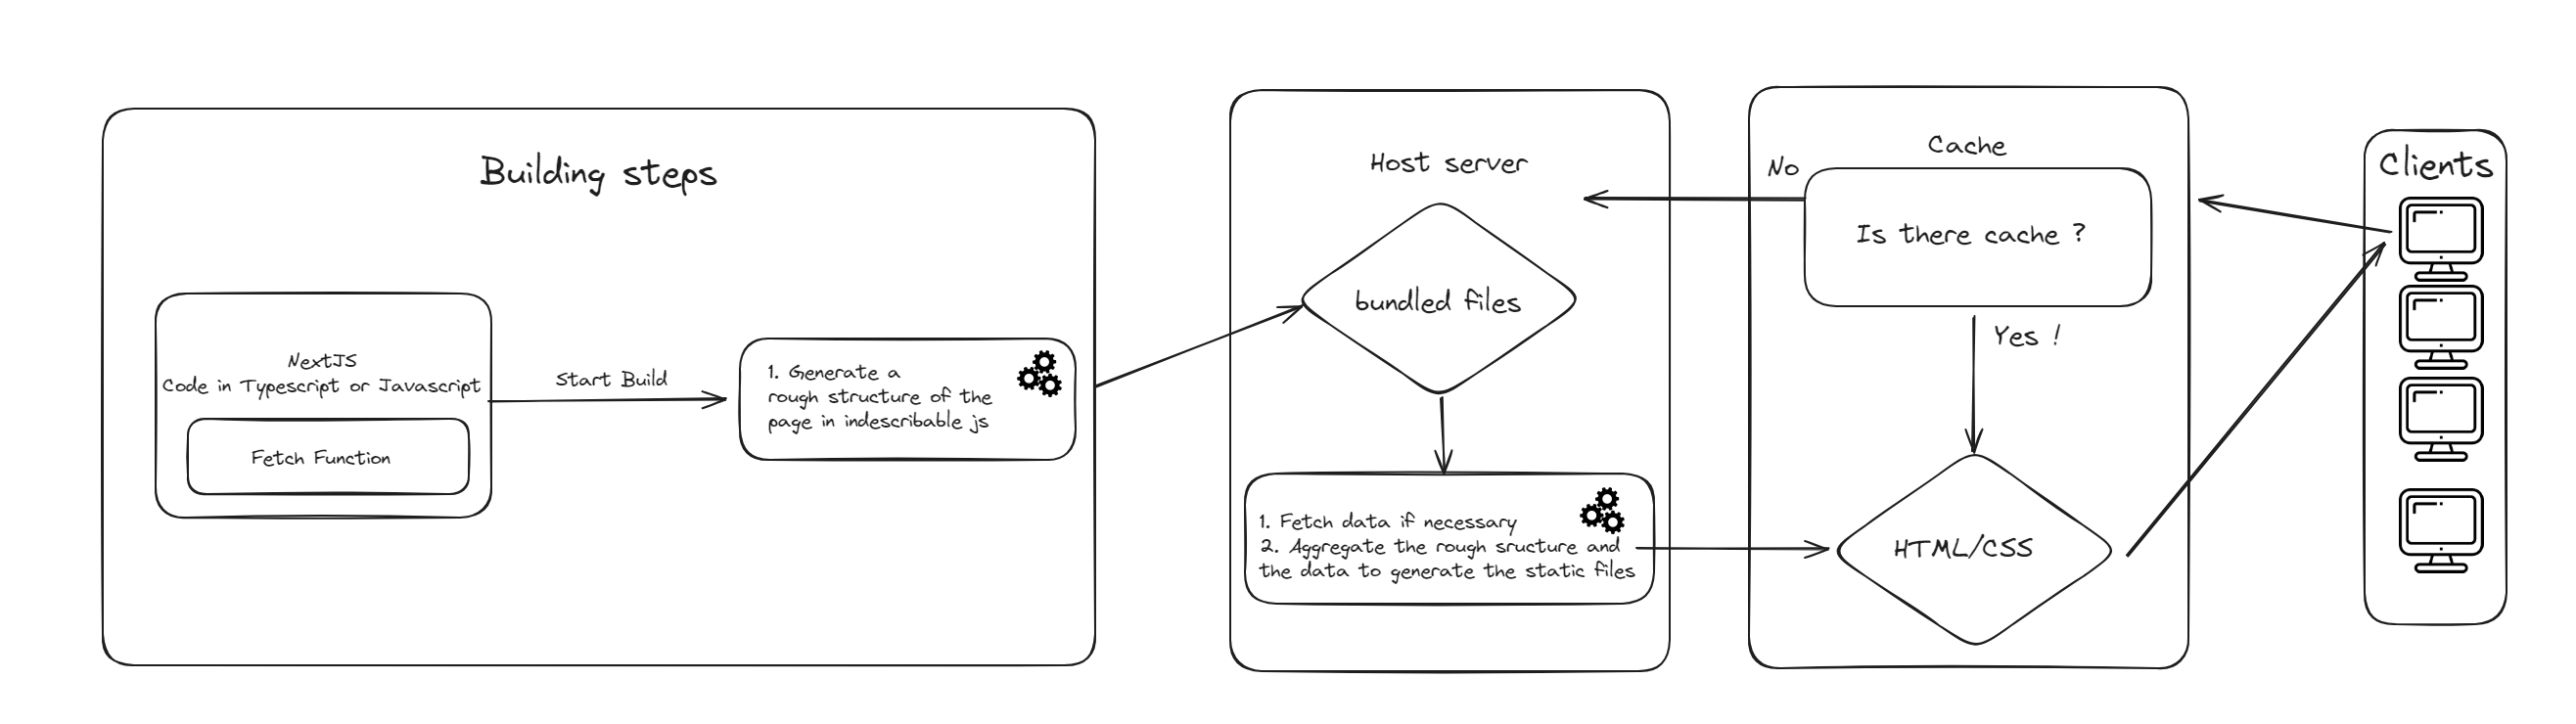 Building steps
NextJS
Code in Typescript or Javascript
Fetch Function
Start Build
1. Generate a
rough structure of the
page in indescribable js
Host server
bundled files
1. Fetch data if necessary
2. Aggregate the rough sructure and
the data to generate the static files
Cache
No
Is there cache ?
Yes !
HTML/CSS
Clients